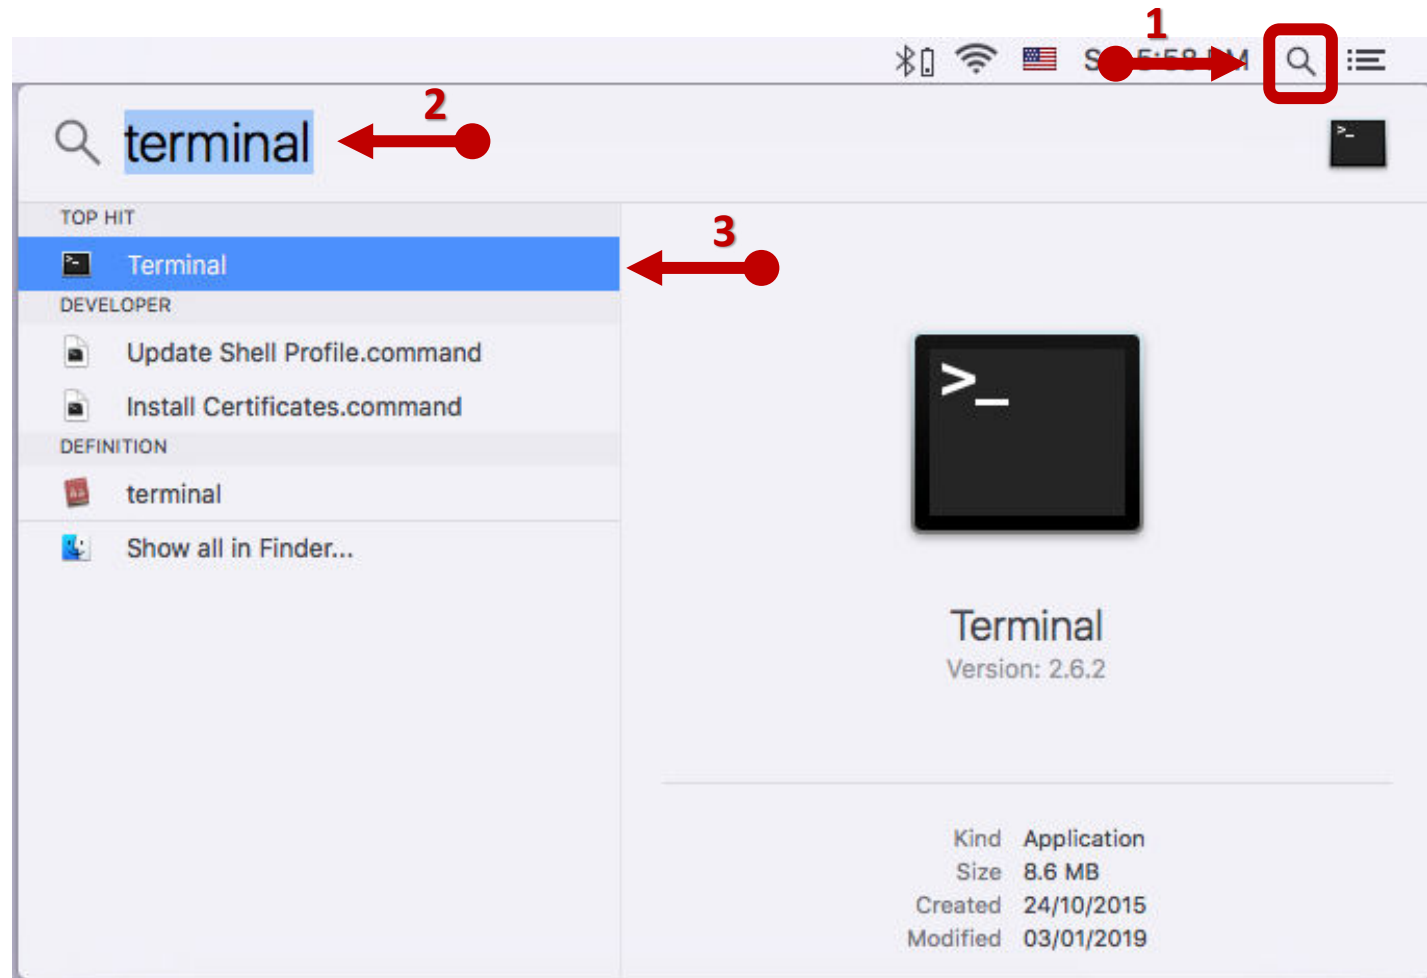 1
5:58
2
terminal
TOP HIT
Terminal
3
DEVELOPER
Update Shell Profile.command
Install Certificates.command
DEFINITION
terminal
Show all in Finder...
>_
Terminal
Version: 2.6.2
Kind Application
Size 8.6 MB
Created 24/10/2015
Modified 03/01/2019